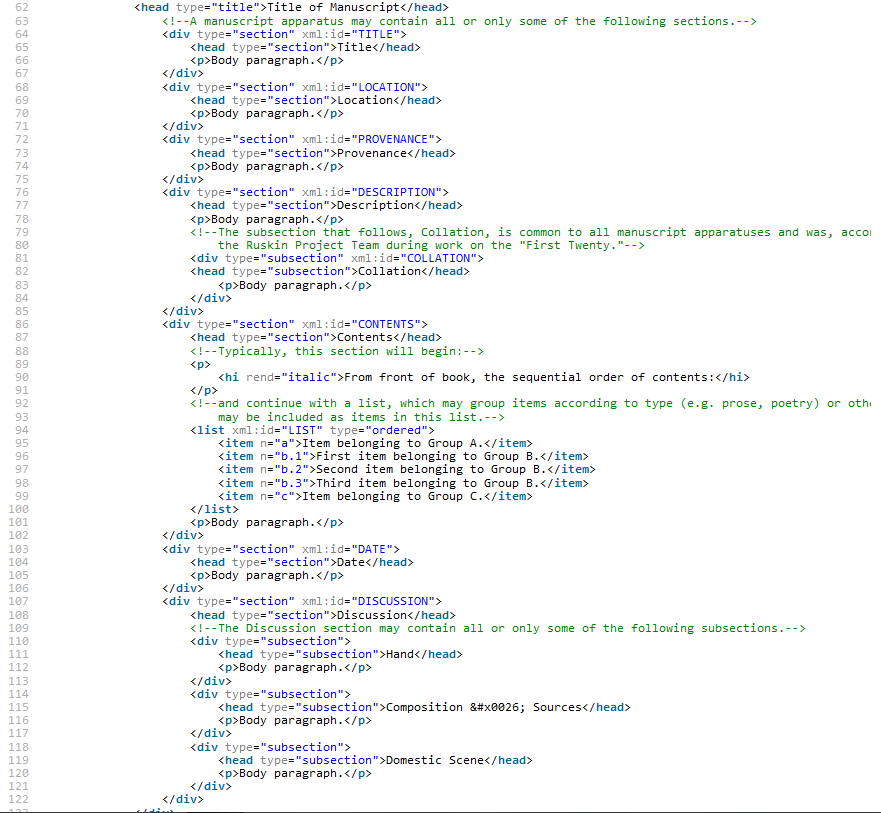 62 <head type="title">Title of Manuscript</head>
63 <!--A manuscript apparatus may contain all or only some of the following sections.-->
64 <div type="section" xml:id="TITLE">
65 <head type="section">Title</head>
66 <p>Body paragraph.</p>
67 </div>
68 <div type="section" xml:id="LOCATION">
69 <head type="section">Location</head>
70 <p>Body paragraph.</p>
71 </div>
72 <div type="section" xml:id="PROVENANCE">
73 <head type="section">Provenance</head>
74 <p>Body paragraph.</p>
75 </div>
76 <div type="section" xml:id="DESCRIPTION">
77 <head type="section">Description</head>
78 <p>Body paragraph.</p>
79 <!--The subsection that follows, Collation, is common to all manuscript apparatuses and was, accor
80 the Ruskin Project Team during work on the "First Twenty."-->
81 <div type="subsection" xml:id="COLLATION">
82 <head type="subsection">Collation</head>
83 <p>Body paragraph.</p>
84 </div>
85 </div>
86 <div type="section" xml:id="CONTENTS">
87 <head type="section">Contents</head>
88 <!--Typically, this section will begin:-->
89 <p>
90 <hi rend="italic">From front of book, the sequential order of contents:</hi>
91 </p>
92 <!--and continue with a list, which may group items according to type (e.g. prose, poetry) or othe
93 may be included as items in this list.-->
94 <list xml:id="LIST" type="ordered">
95 <item n="a">Item belonging to Group A.</item>
96 <item n="b.1">First item belonging to Group B.</item>
97 <item n="b.2">Second item belonging to Group B.</item>
98 <item n="b.3">Third item belonging to Group B.</item>
99 <item n="c">Item belonging to Group C.</item>
100 </list>
101 <p>Body paragraph.</p>
102 </div>
103 <div type="section" xml:id="DATE">
104 <head type="section">Date</head>
105 <p>Body paragraph.</p>
106 </div>
107 <div type="section" xml:id="DISCUSSION">
108 <head type="section">Discussion</head>
109 <!--The Discussion section may contain all or only some of the following subsections.-->
110 <div type="subsection">
111 <head type="subsection">Hand</head>
112 <p>Body paragraph.</p>
113 </div>
114 <div type="subsection">
115 <head type="subsection">Composition &#x0026; Sources</head>
116 <p>Body paragraph.</p>
117 </div>
118 <div type="subsection">
119 <head type="subsection">Domestic Scene</head>
120 <p>Body paragraph.</p>
121 </div>
122 </div>